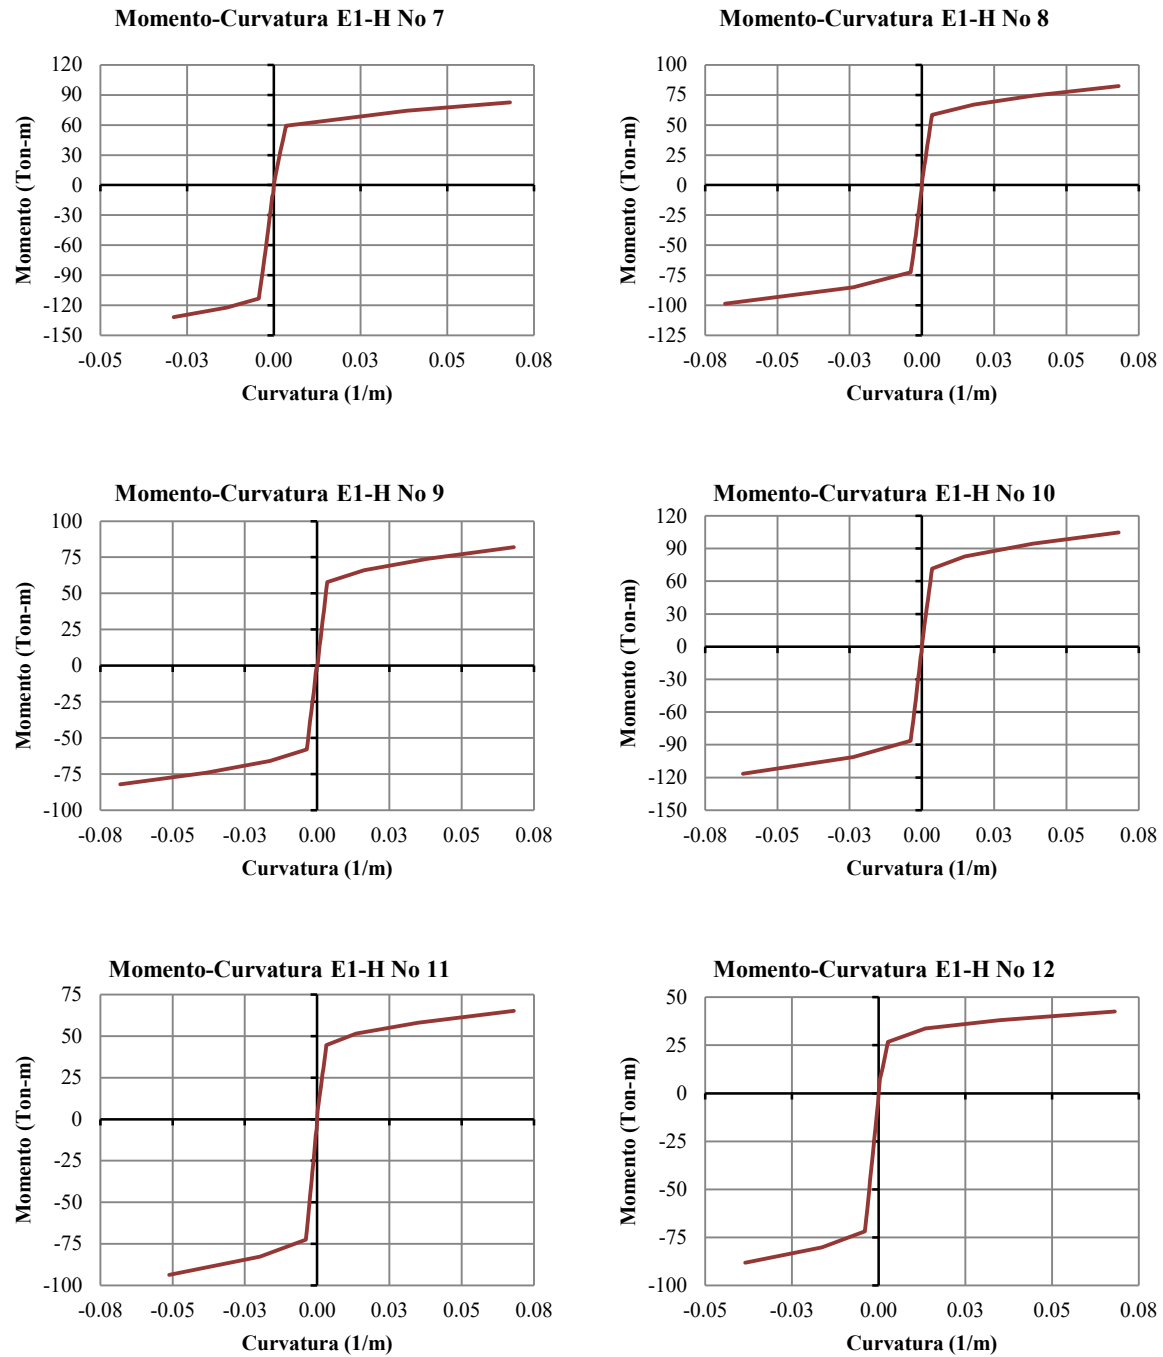 Momento-Curvatura E1-H No 7
120
90
60
30
0
-30
-60
-90
-120
-150
-0.05 -0.03 0.00 0.03 0.05 0.08
Momento (Ton-m)
Curvatura (1/m)
Momento-Curvatura E1-H No 8
100
75
50
25
0
-25
-50
-75
-100
-125
-0.08 -0.05 -0.03 0.00 0.03 0.05 0.08
Momento (Ton-m)
Curvatura (1/m)
Momento-Curvatura E1-H No 9
100
75
50
25
0
-25
-50
-75
-100
-0.08 -0.05 -0.03 0.00 0.03 0.05 0.08
Momento (Ton-m)
Curvatura (1/m)
Momento-Curvatura E1-H No 10
120
90
60
30
0
-30
-60
-90
-120
-150
-0.08 -0.05 -0.03 0.00 0.03 0.05 0.08
Momento (Ton-m)
Curvatura (1/m)
Momento-Curvatura E1-H No 11
75
50
25
0
-25
-50
-75
-100
-0.08 -0.05 -0.03 0.00 0.03 0.05 0.08
Momento (Ton-m)
Curvatura (1/m)
Momento-Curvatura E1-H No 12
50
25
0
-25
-50
-75
-100
-0.05 -0.03 0.00 0.03 0.05 0.08
Momento (Ton-m)
Curvatura (1/m)